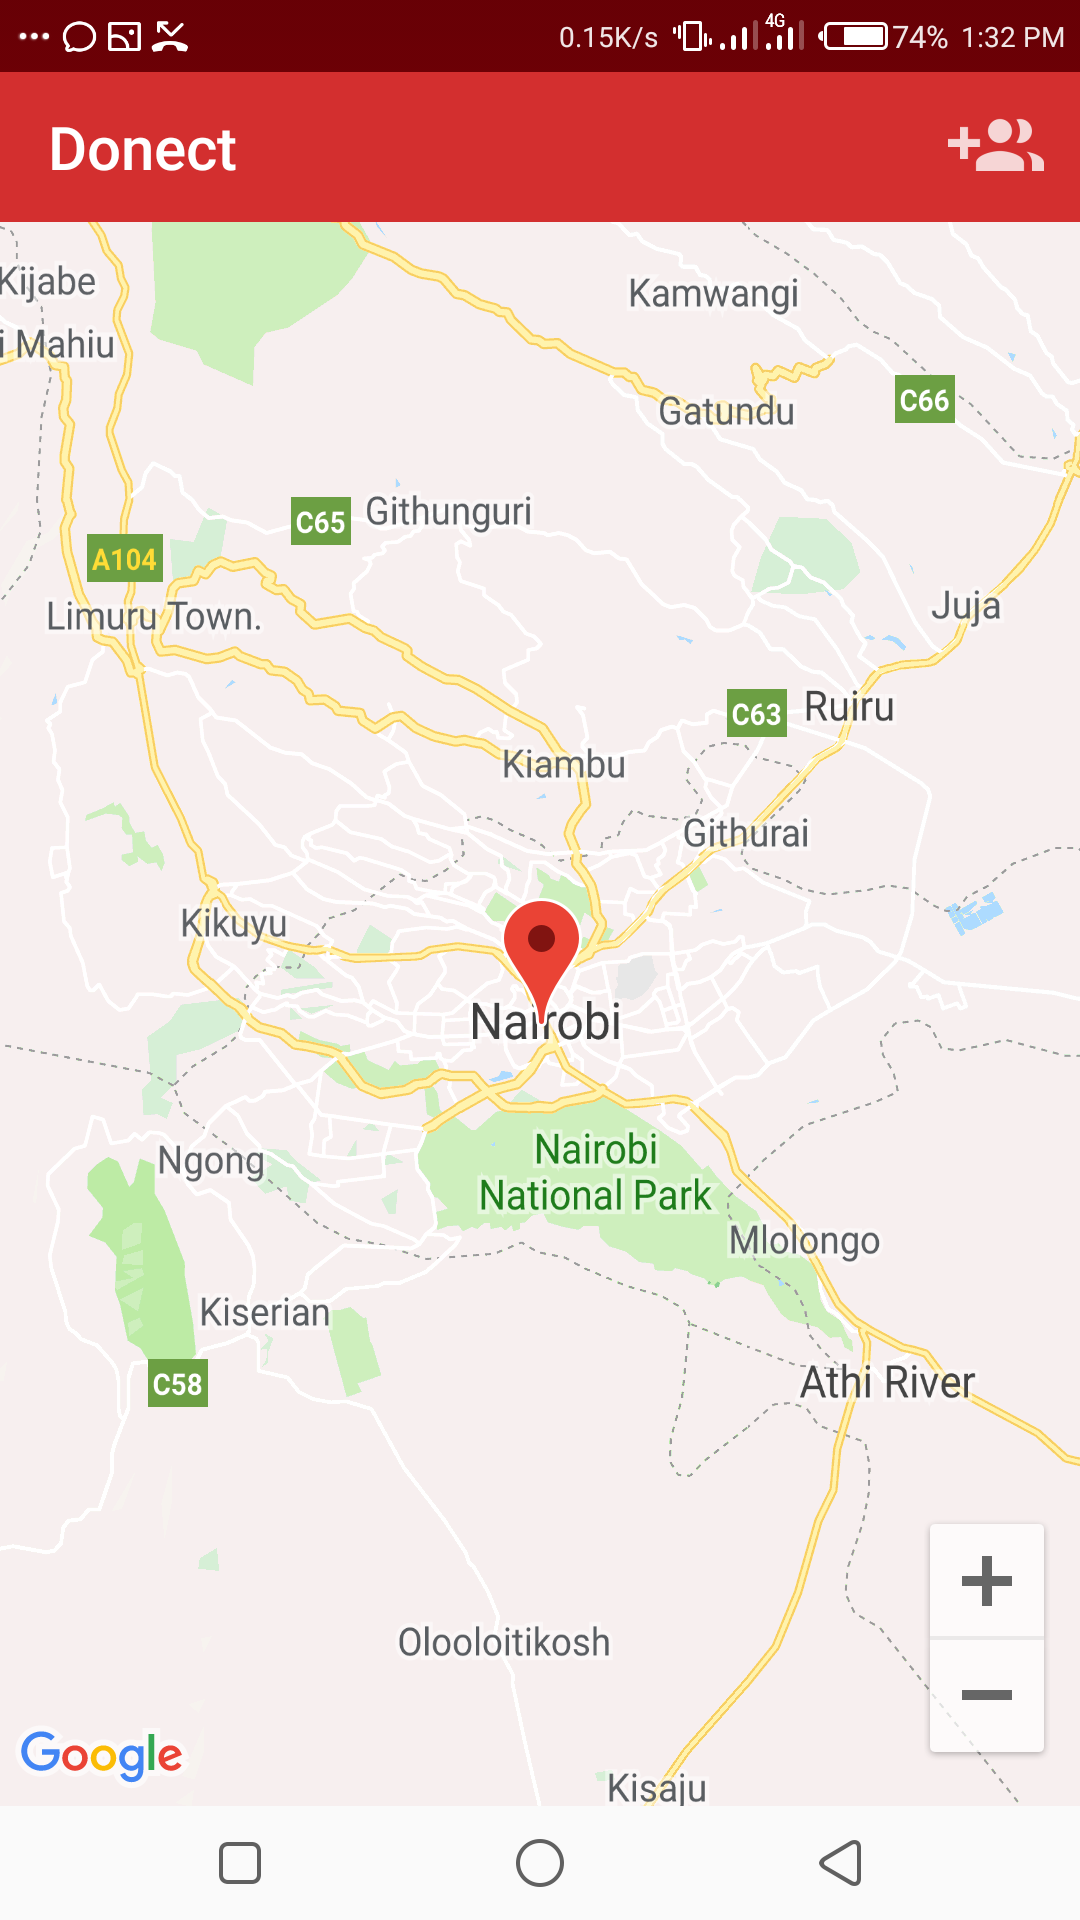 0.15K/s 4G 74% 1:32 PM
Donect
Kijabe
Kamwangi
i Mahiu
C66
Gatundu
C65 Githunguri
A104
Limuru Town.
Juja
C63 Ruiru
Kiambu
Githurai
Kikuyu
Nairobi
Nairobi
National Park
Ngong
Mlolongo
Kiserian
C58
Athi River
Olooloitikosh
Google
Kisaju